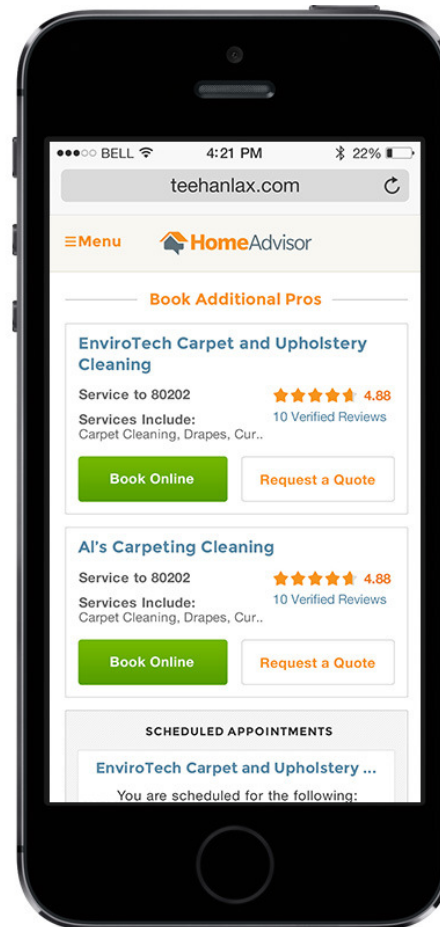 BELL 4:21 PM 22%
teehanlax.com
Menu HomeAdvisor
Book Additional Pros
EnviroTech Carpet and Upholstery
Cleaning
Service to 80202 4.88
Services Include: 10 Verified Reviews
Carpet Cleaning, Drapes, Cur..
Book Online Request a Quote
Al's Carpeting Cleaning
Service to 80202 4.88
Services Include: 10 Verified Reviews
Carpet Cleaning, Drapes, Cur..
Book Online Request a Quote
SCHEDULED APPOINTMENTS
EnviroTech Carpet and Upholstery ...
You are scheduled for the following: